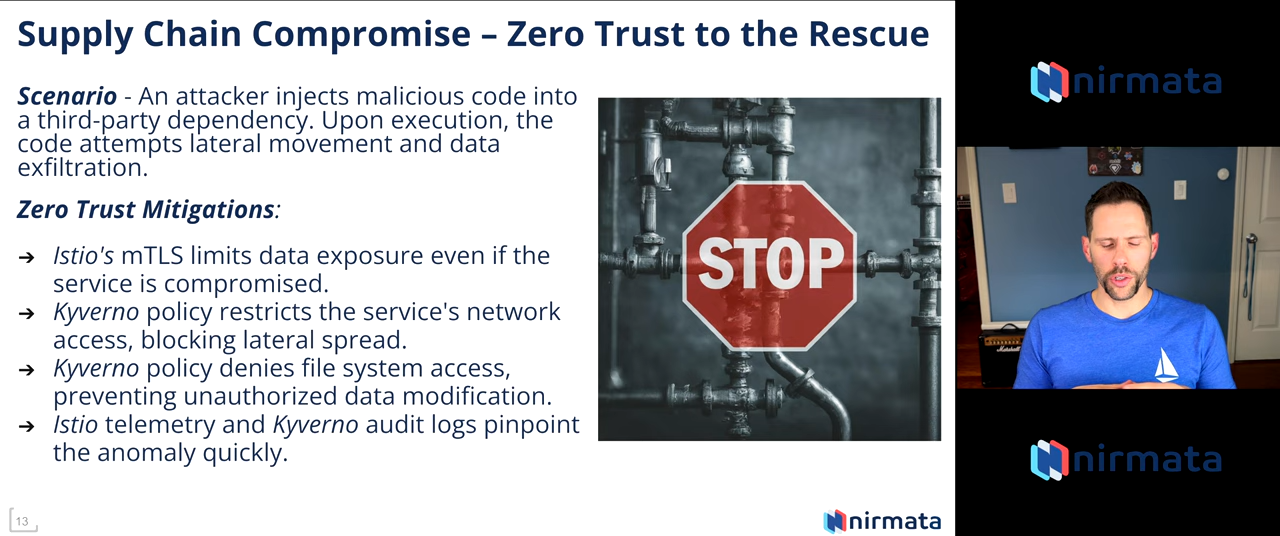 Supply Chain Compromise – Zero Trust to the Rescue
Scenario - An attacker injects malicious code into
a third-party dependency. Upon execution, the
code attempts lateral movement and data
exfiltration.
Zero Trust Mitigations:
➔ Istio's mTLS limits data exposure even if the
service is compromised.
➔ Kyverno policy restricts the service's network
access, blocking lateral spread.
➔ Kyverno policy denies file system access,
preventing unauthorized data modification.
➔ Istio telemetry and Kyverno audit logs pinpoint
the anomaly quickly.
STOP
13
nirmata
nirmata
Marshall
nirmata